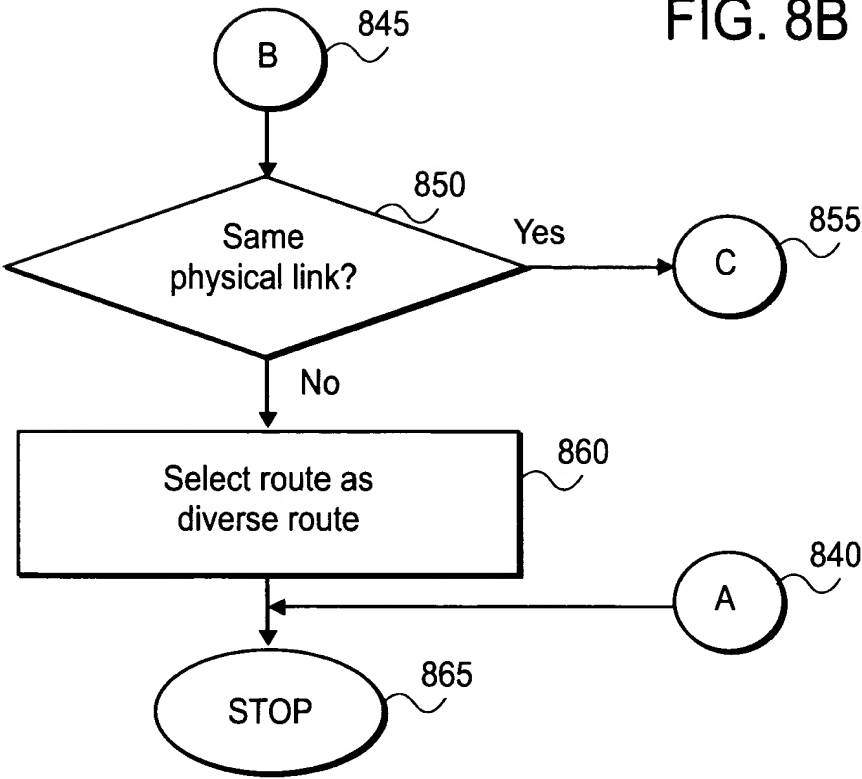 FIG. 8B
B
845
850
Same
physical link?
Yes
C
855
No
Select route as
diverse route
860
A
840
STOP
865